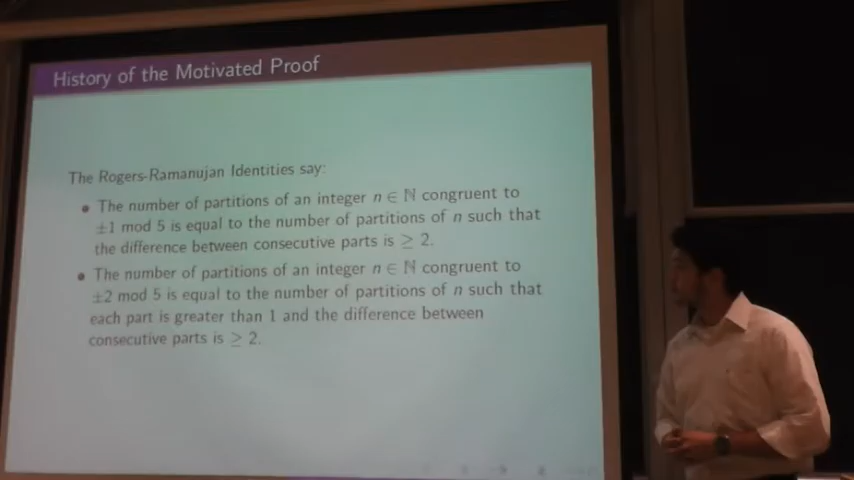 History of the Motivated Proof
The Rogers-Ramanujan Identities say:
• The number of partitions of an integer n ∈ ℕ congruent to
±1 mod 5 is equal to the number of partitions of n such that
the difference between consecutive parts is ≥ 2.
• The number of partitions of an integer n ∈ ℕ congruent to
±2 mod 5 is equal to the number of partitions of n such that
each part is greater than 1 and the difference between
consecutive parts is ≥ 2.